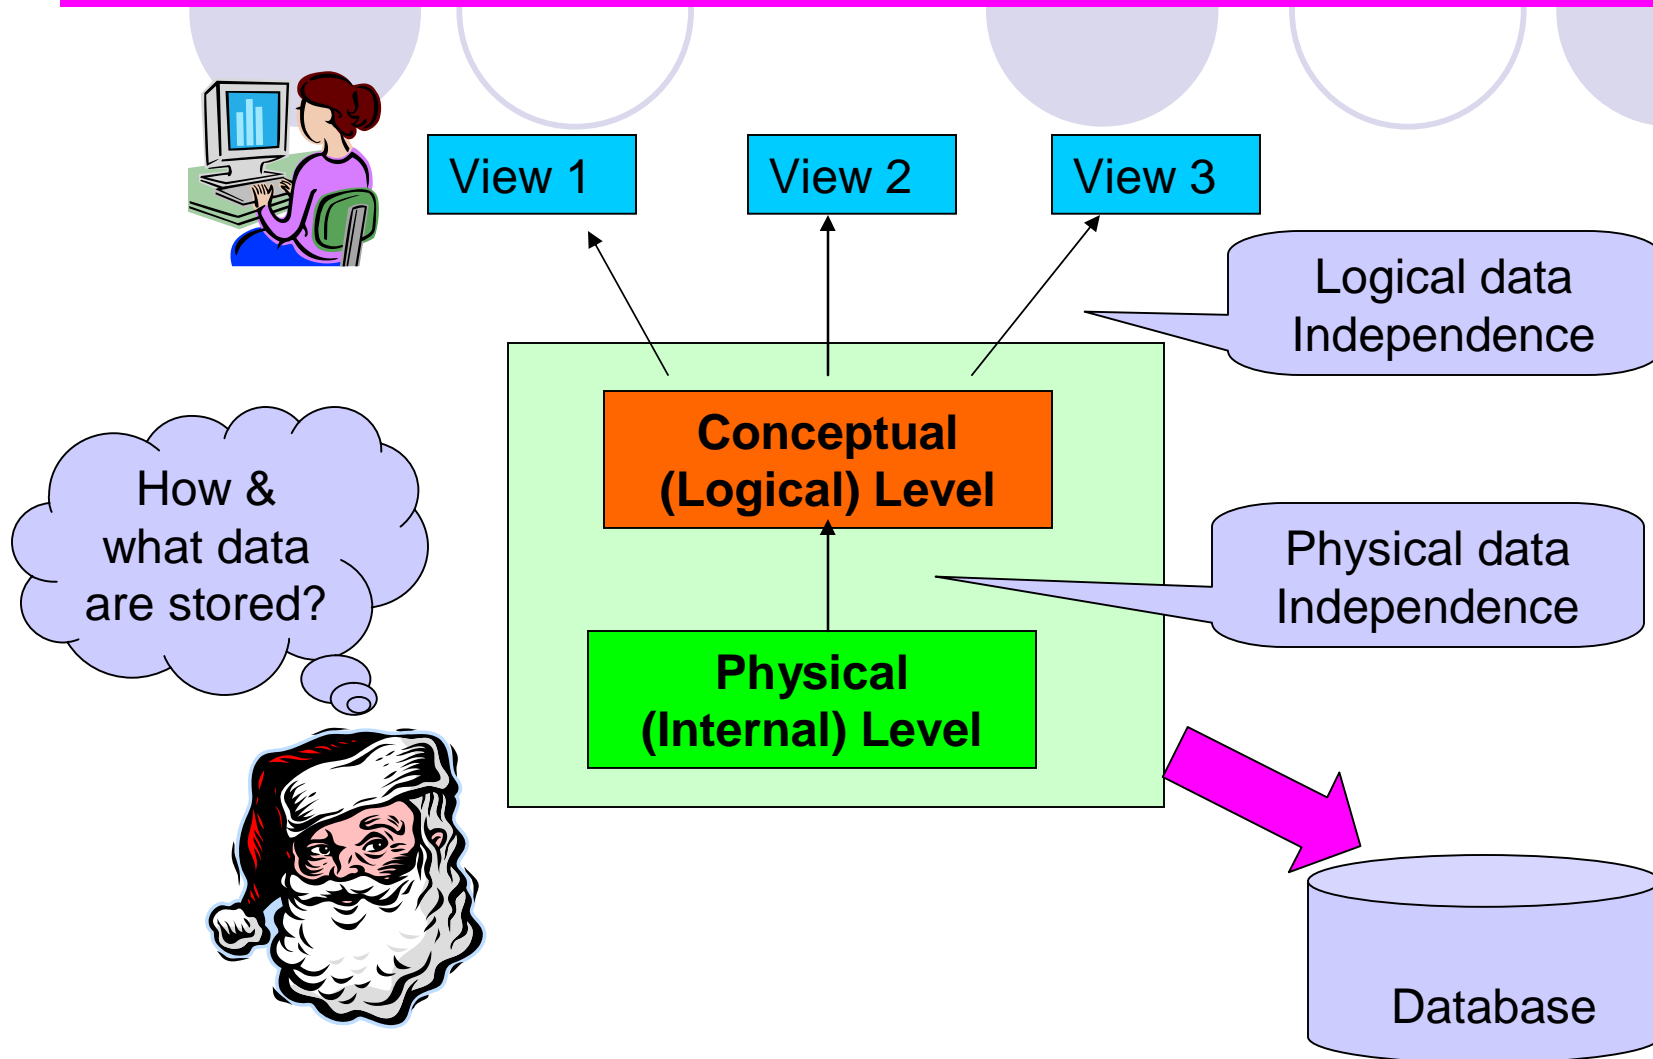 View 1
View 2
View 3
Logical data
Independence
Conceptual
(Logical) Level
How &
what data
are stored?
Physical data
Independence
Physical
(Internal) Level
Database